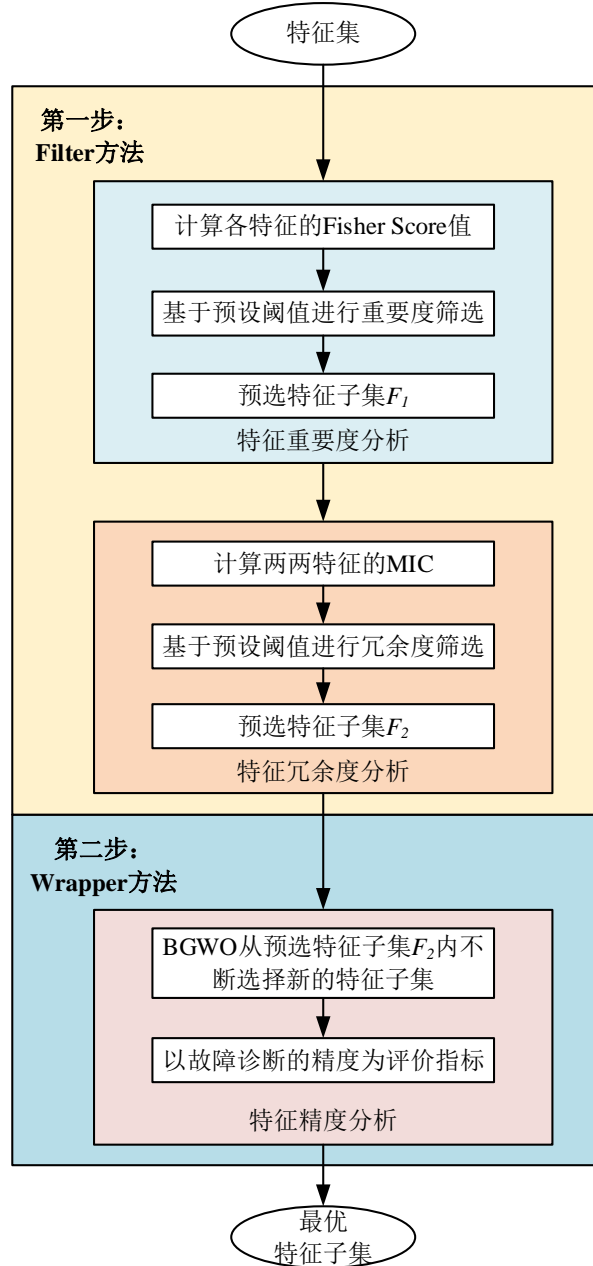 特征集
第一步：
Filter方法
计算各特征的Fisher Score值
基于预设阈值进行重要度筛选
预选特征子集F1
特征重要度分析
计算两两特征的MIC
基于预设阈值进行冗余度筛选
预选特征子集F2
特征冗余度分析
第二步：
Wrapper方法
BGWO从预选特征子集F2内不
断选择新的特征子集
以故障诊断的精度为评价指标
特征精度分析
最优
特征子集